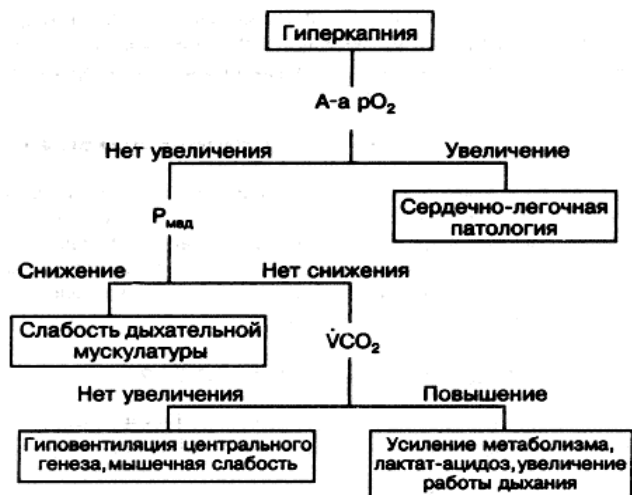 Гиперкапния
A-a pO₂
Нет увеличения
Увеличение
Pмвд
Сердечно-легочная
патология
Снижение
Нет снижения
Слабость дыхательной
мускулатуры
V̇CO₂
Нет увеличения
Повышение
Гиповентиляция центрального
генеза, мышечная слабость
Усиление метаболизма,
лактат-ацидоз, увеличение
работы дыхания